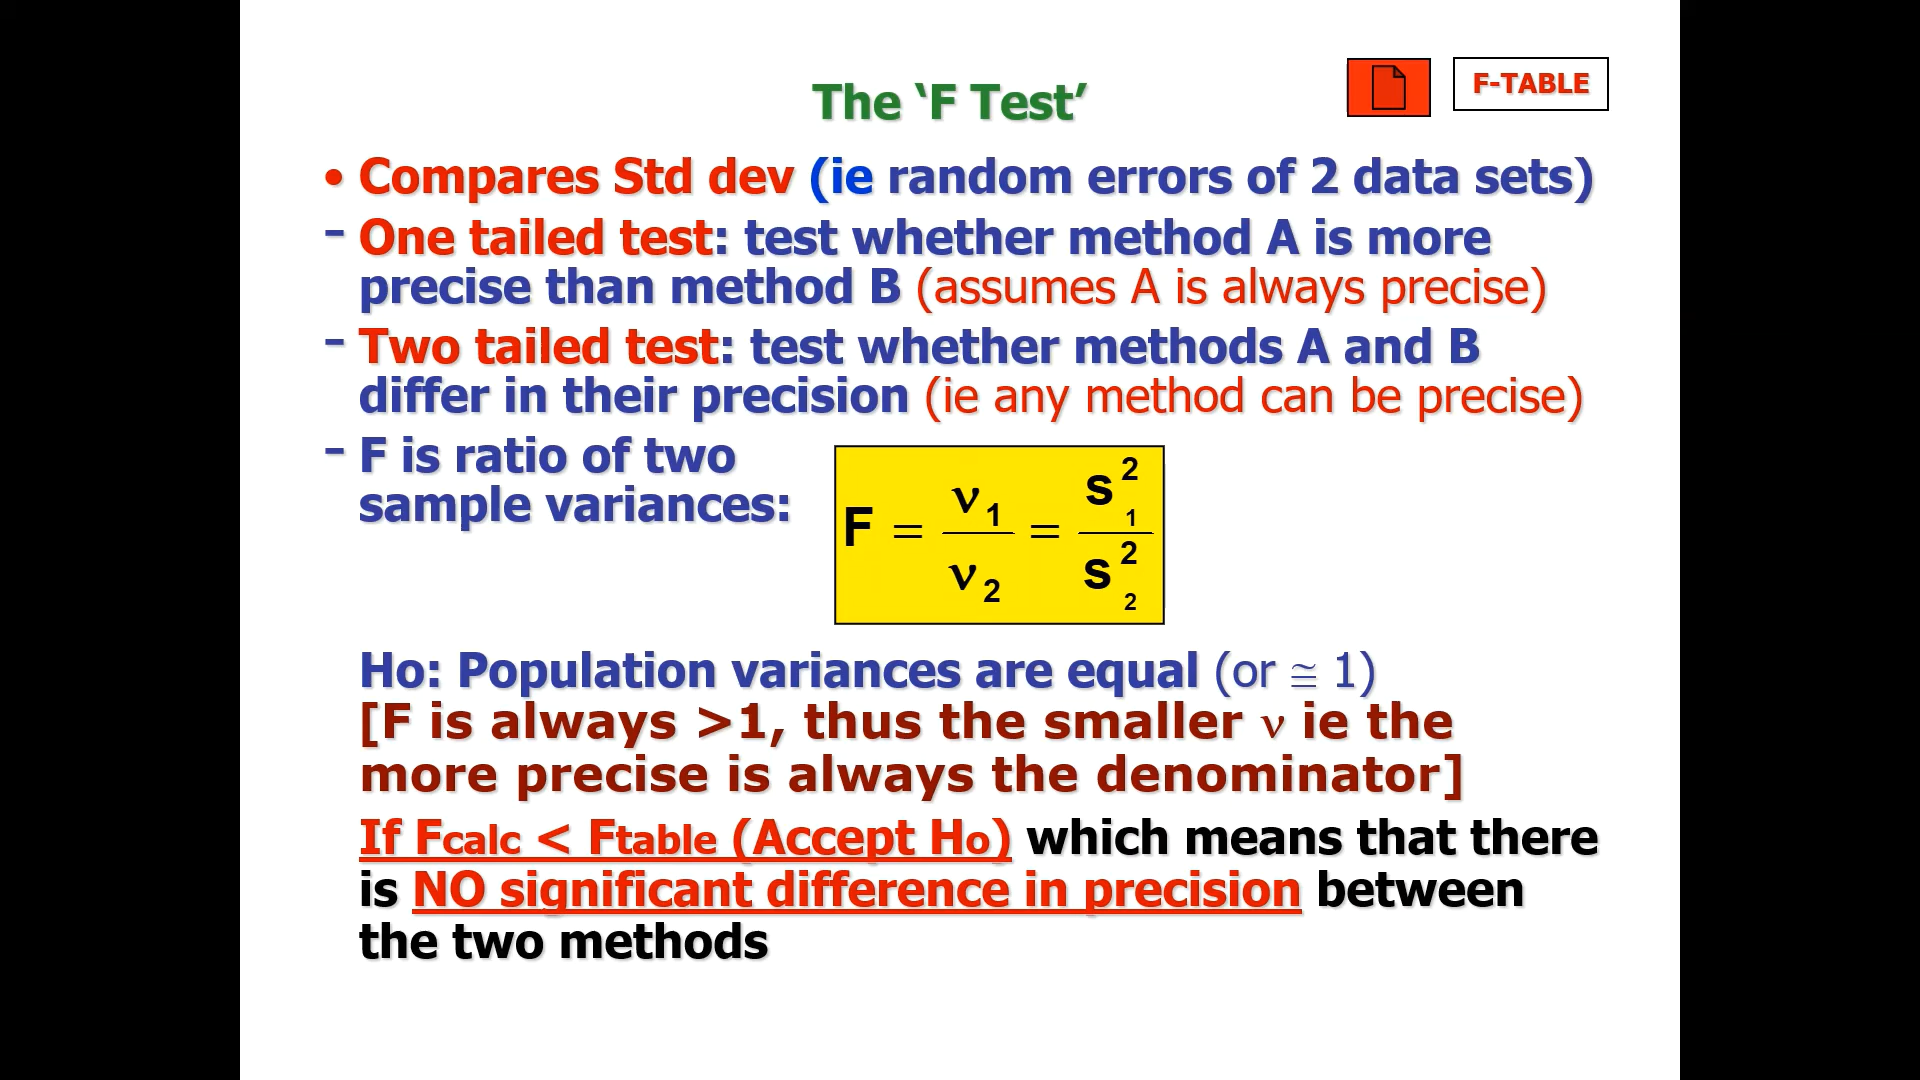 The ‘F Test’
F-TABLE
• Compares Std dev (ie random errors of 2 data sets)
– One tailed test: test whether method A is more
precise than method B (assumes A is always precise)
– Two tailed test: test whether methods A and B
differ in their precision (ie any method can be precise)
– F is ratio of two
sample variances:
F = ν₁/ν₂ = s₁²/s₂²
Ho: Population variances are equal (or ≅ 1)
[F is always >1, thus the smaller ν ie the
more precise is always the denominator]
If Fcalc < Ftable (Accept Ho) which means that there
is NO significant difference in precision between
the two methods